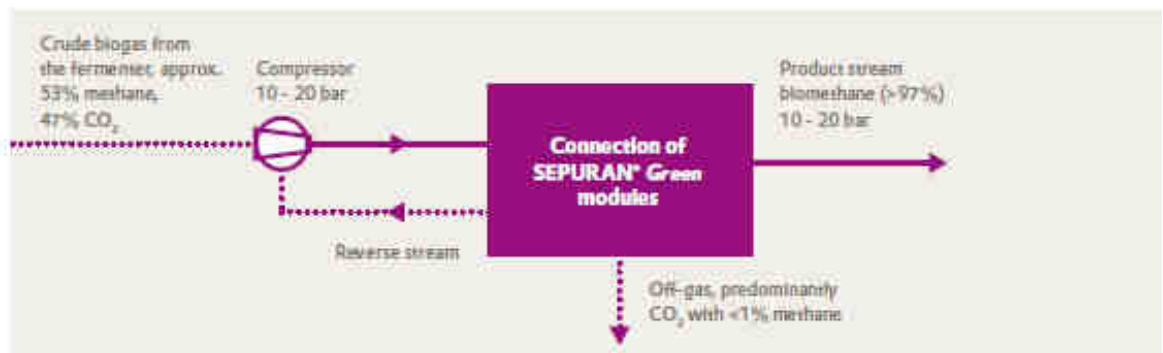 Crude biogas from
the fermenter, approx.
53% methane,
47% CO₂
Compressor
10 - 20 bar
Connection of
SEPURAN® Green
modules
Product stream
biomethane (>97%)
10 - 20 bar
Reverse stream
Off-gas, predominantly
CO₂ with <1% methane